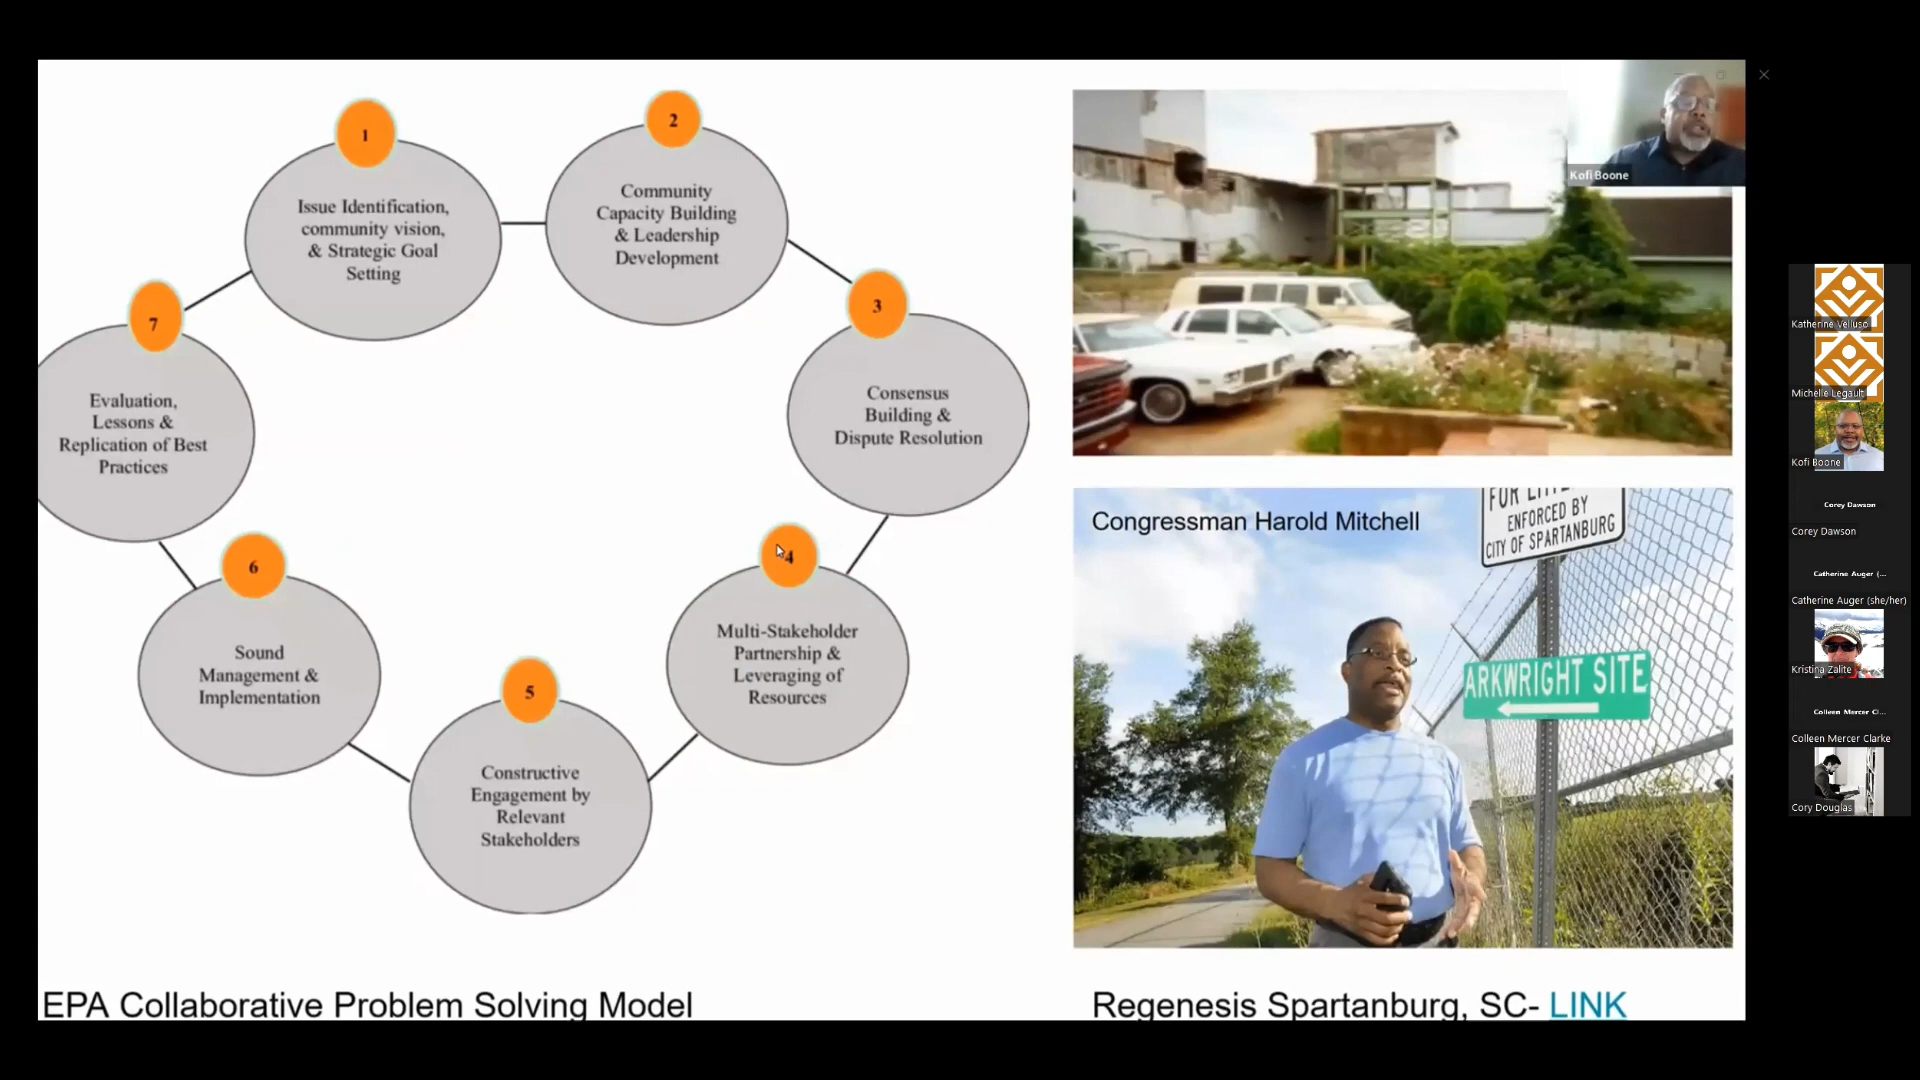 1
Issue Identification,
community vision,
& Strategic Goal
Setting
2
Community
Capacity Building
& Leadership
Development
3
Consensus
Building &
Dispute Resolution
4
Multi-Stakeholder
Partnership &
Leveraging of
Resources
5
Constructive
Engagement by
Relevant
Stakeholders
6
Sound
Management &
Implementation
7
Evaluation,
Lessons &
Replication of Best
Practices
EPA Collaborative Problem Solving Model
Kofi Boone
Congressman Harold Mitchell
ENFORCED BY
CITY OF SPARTANBURG
ARKWRIGHT SITE
Regenesis Spartanburg, SC- LINK
Katherine Velluso
Michelle Legault
Kofi Boone
Corey Dawson
Corey Dawson
Catherine Auger (...
Catherine Auger (she/her)
Kristina Zalite
Colleen Mercer Cl...
Colleen Mercer Clarke
Cory Douglas